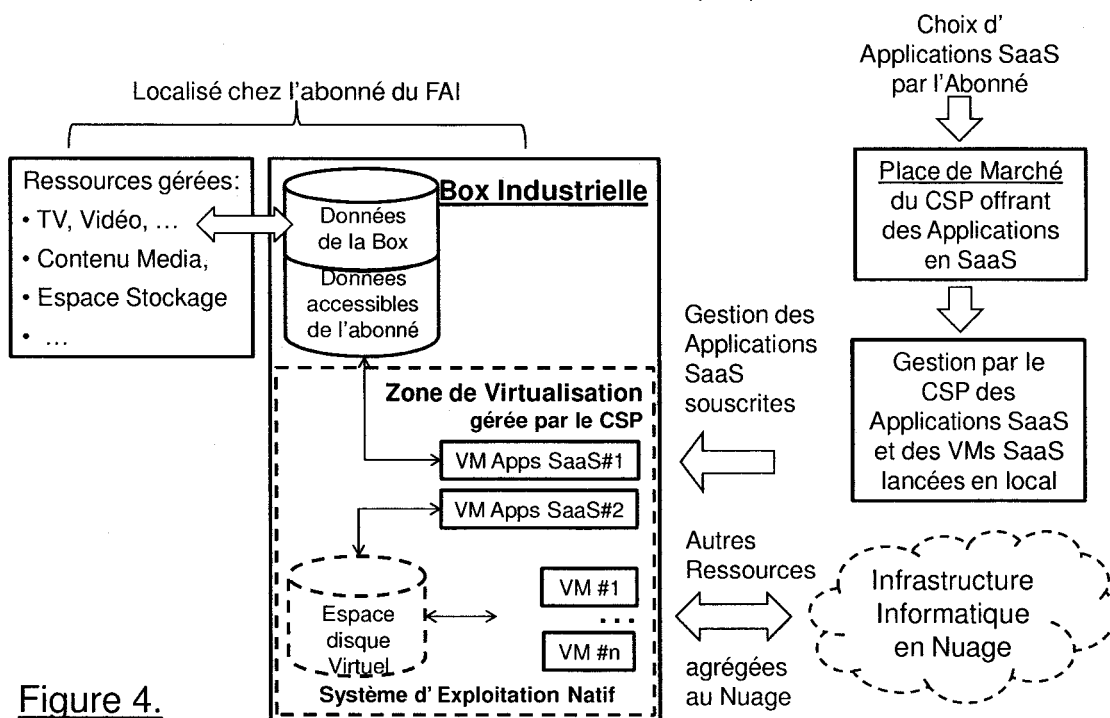 Choix d'
Applications SaaS
par l'Abonné
Localisé chez l'abonné du FAI
Ressources gérées:
• TV, Vidéo, ...
• Contenu Media,
• Espace Stockage
• ...
Box Industrielle
Données
de la Box
Données
accessibles
de l'abonné
Place de Marché
du CSP offrant
des Applications
en SaaS
Gestion des
Applications
SaaS
souscrites
Gestion par le
CSP des
Applications SaaS
et des VMs SaaS
lancées en local
Zone de Virtualisation
gérée par le CSP
VM Apps SaaS#1
VM Apps SaaS#2
Espace
disque
Virtuel
VM #1
...
VM #n
Système d'Exploitation Natif
Autres
Ressources
agrégées
au Nuage
Infrastructure
Informatique
en Nuage
Figure 4.